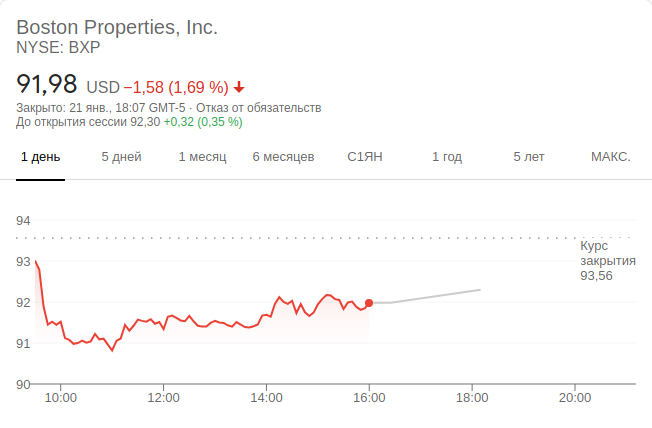 Boston Properties, Inc.
NYSE: BXP
91,98 USD −1,58 (1,69 %)
Закрыто: 21 янв., 18:07 GMT-5 · Отказ от обязательств
До открытия сессии 92,30 +0,32 (0,35 %)
1 день 5 дней 1 месяц 6 месяцев С1ЯН 1 год 5 лет МАКС.
94
Курс
закрытия
93,56
93
92
91
90
10:00 12:00 14:00 16:00 18:00 20:00